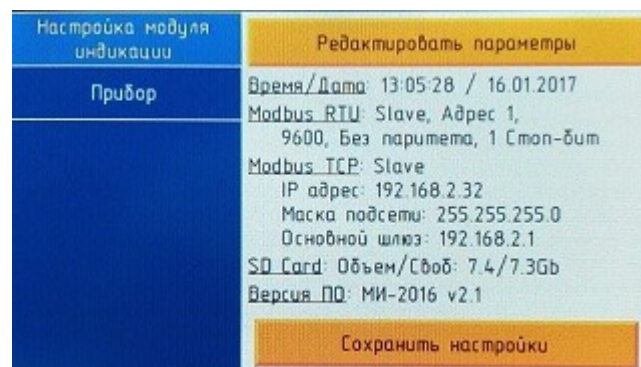 Настройка модуля
индикации
Прибор
Редактировать параметры
Время/Дата: 13:05:28 / 16.01.2017
Modbus RTU: Slave, Адрес 1,
9600, Без паритета, 1 Стоп-бит
Modbus TCP: Slave
IP адрес: 192.168.2.32
Маска подсети: 255.255.255.0
Основной шлюз: 192.168.2.1
SD Card: Объем/Своб: 7.4/7.3Gb
Версия ПО: МИ-2016 v2.1
Сохранить настройки